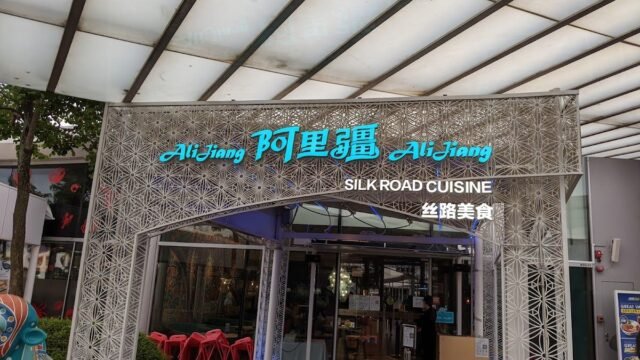 AliJiang 阿里疆 AliJiang
SILK ROAD CUISINE
丝路美食